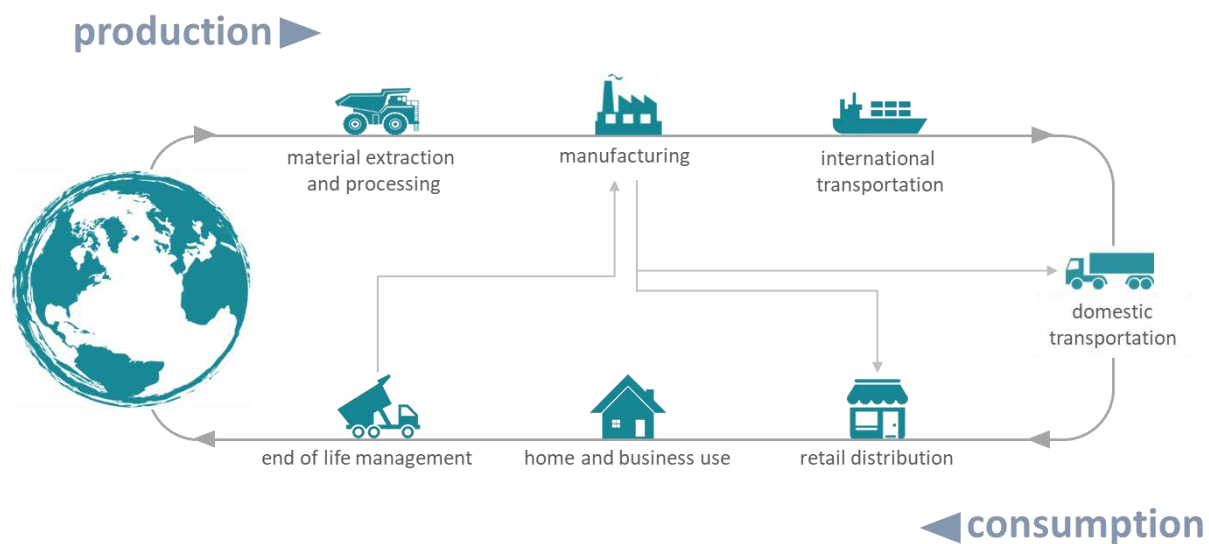 production
material extraction
and processing
manufacturing
international
transportation
domestic
transportation
end of life management
home and business use
retail distribution
consumption